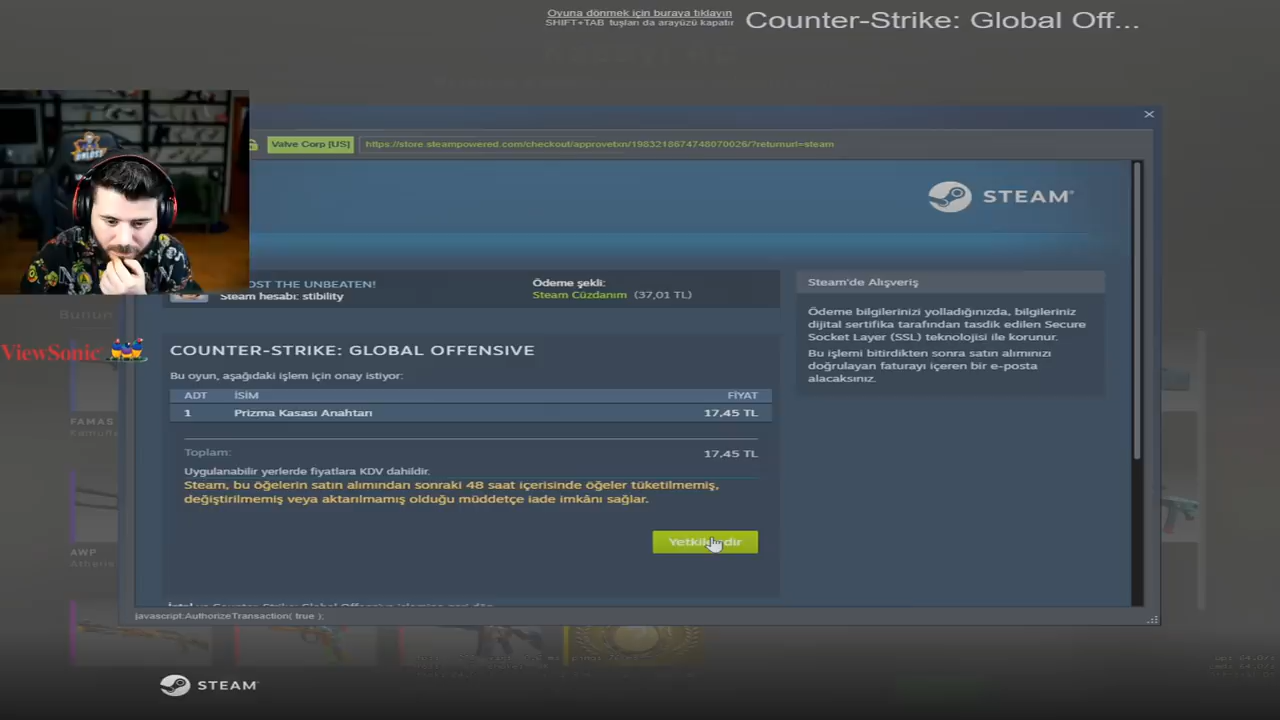 Oyuna dönmek için buraya tıklayın
SHIFT+TAB tuşları da arayüzü kapatır
Counter-Strike: Global Off...
Valve Corp [US]
https://store.steampowered.com/checkout/approvetxn/1983218674748070026/?returnurl=steam
STEAM
OST THE UNBEATEN!
Steam hesabı: stibility
Ödeme şekli:
Steam Cüzdanım (37,01 TL)
Steam'de Alışveriş
Ödeme bilgilerinizi yolladığınızda, bilgileriniz
dijital sertifika tarafından tasdik edilen Secure
Socket Layer (SSL) teknolojisi ile korunur.
Bu işlemi bitirdikten sonra satın alımınızı
doğrulayan faturayı içeren bir e-posta
alacaksınız.
Bunun
ViewSonic
COUNTER-STRIKE: GLOBAL OFFENSIVE
Bu oyun, aşağıdaki işlem için onay istiyor:
ADT İSİM FİYAT
1 Prizma Kasası Anahtarı 17,45 TL
Toplam: 17,45 TL
Uygulanabilir yerlerde fiyatlara KDV dahildir.
Steam, bu öğelerin satın alımından sonraki 48 saat içerisinde öğeler tüketilmemiş,
değiştirilmemiş veya aktarılmamış olduğu müddetçe iade imkânı sağlar.
FAMAS
AWP
Atheris
javascript:AuthorizeTransaction( true );
STEAM